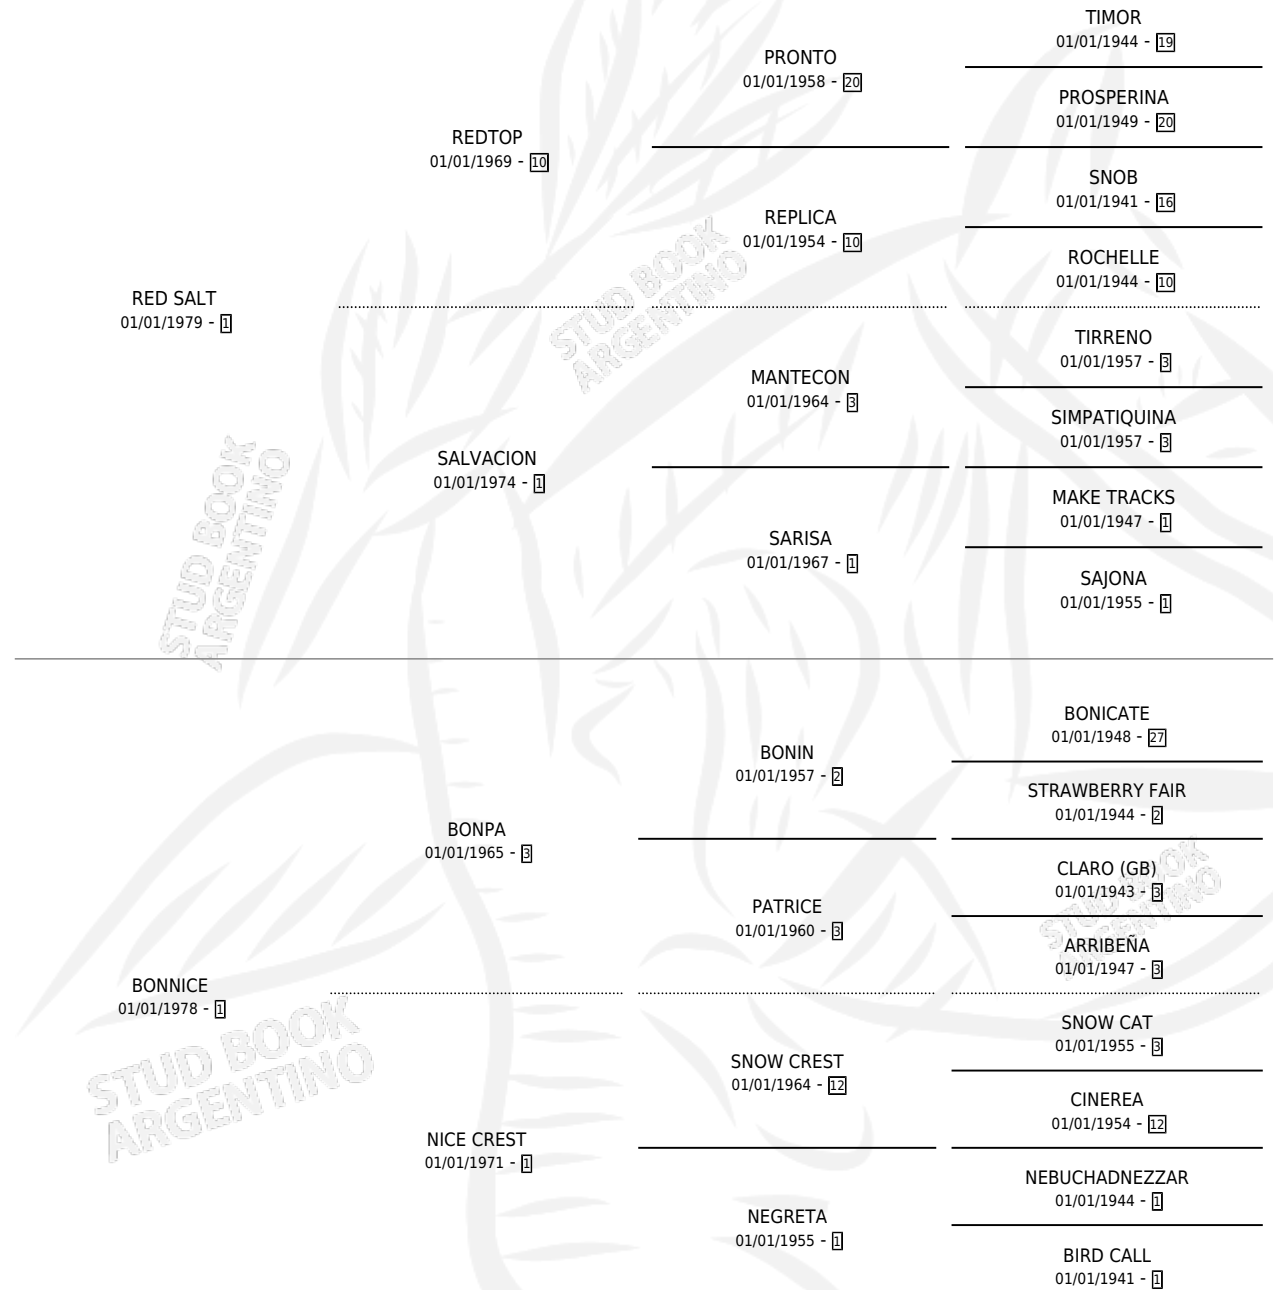 TIMOR
01/01/1944 - 19
PRONTO
01/01/1958 - 20
PROSPERINA
01/01/1949 - 20
REDTOP
01/01/1969 - 10
SNOB
01/01/1941 - 16
REPLICA
01/01/1954 - 10
ROCHELLE
01/01/1944 - 10
RED SALT
01/01/1979 - 1
TIRRENO
01/01/1957 - 3
MANTECON
01/01/1964 - 3
SIMPATIQUINA
01/01/1957 - 3
SALVACION
01/01/1974 - 1
MAKE TRACKS
01/01/1947 - 1
SARISA
01/01/1967 - 1
SAJONA
01/01/1955 - 1
STUD BOOK
ARGENTINO
STUD BOOK
ARGENTINO
BONICATE
01/01/1948 - 27
BONIN
01/01/1957 - 2
STRAWBERRY FAIR
01/01/1944 - 2
BONPA
01/01/1965 - 3
CLARO (GB)
01/01/1943 - 3
PATRICE
01/01/1960 - 3
ARRIBEÑA
01/01/1947 - 3
BONNICE
01/01/1978 - 1
SNOW CAT
01/01/1955 - 3
SNOW CREST
01/01/1964 - 12
CINEREA
01/01/1954 - 12
NICE CREST
01/01/1971 - 1
NEBUCHADNEZZAR
01/01/1944 - 1
NEGRETA
01/01/1955 - 1
BIRD CALL
01/01/1941 - 1
STUD BOOK
ARGENTINO
STUD BOOK
ARGENTINO